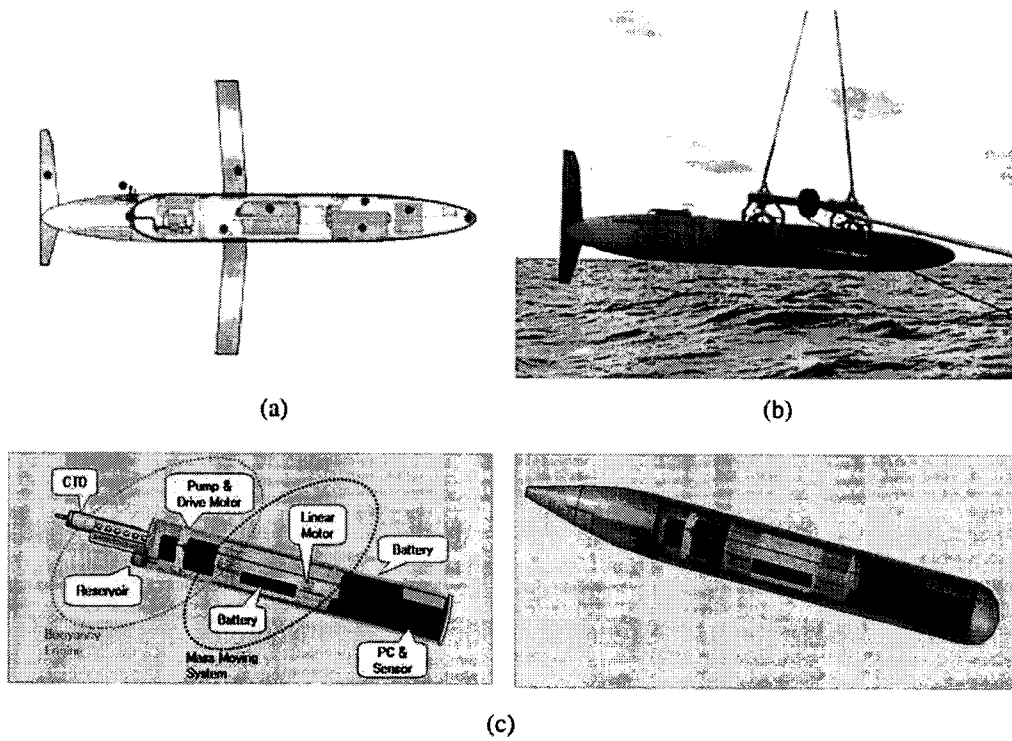 (a)
(b)
CTD
Pump &
Drive Motor
Linear
Motor
Battery
Reservoir
Battery
Buoyancy
Engine
Mass Moving
System
PC &
Sensor
(c)